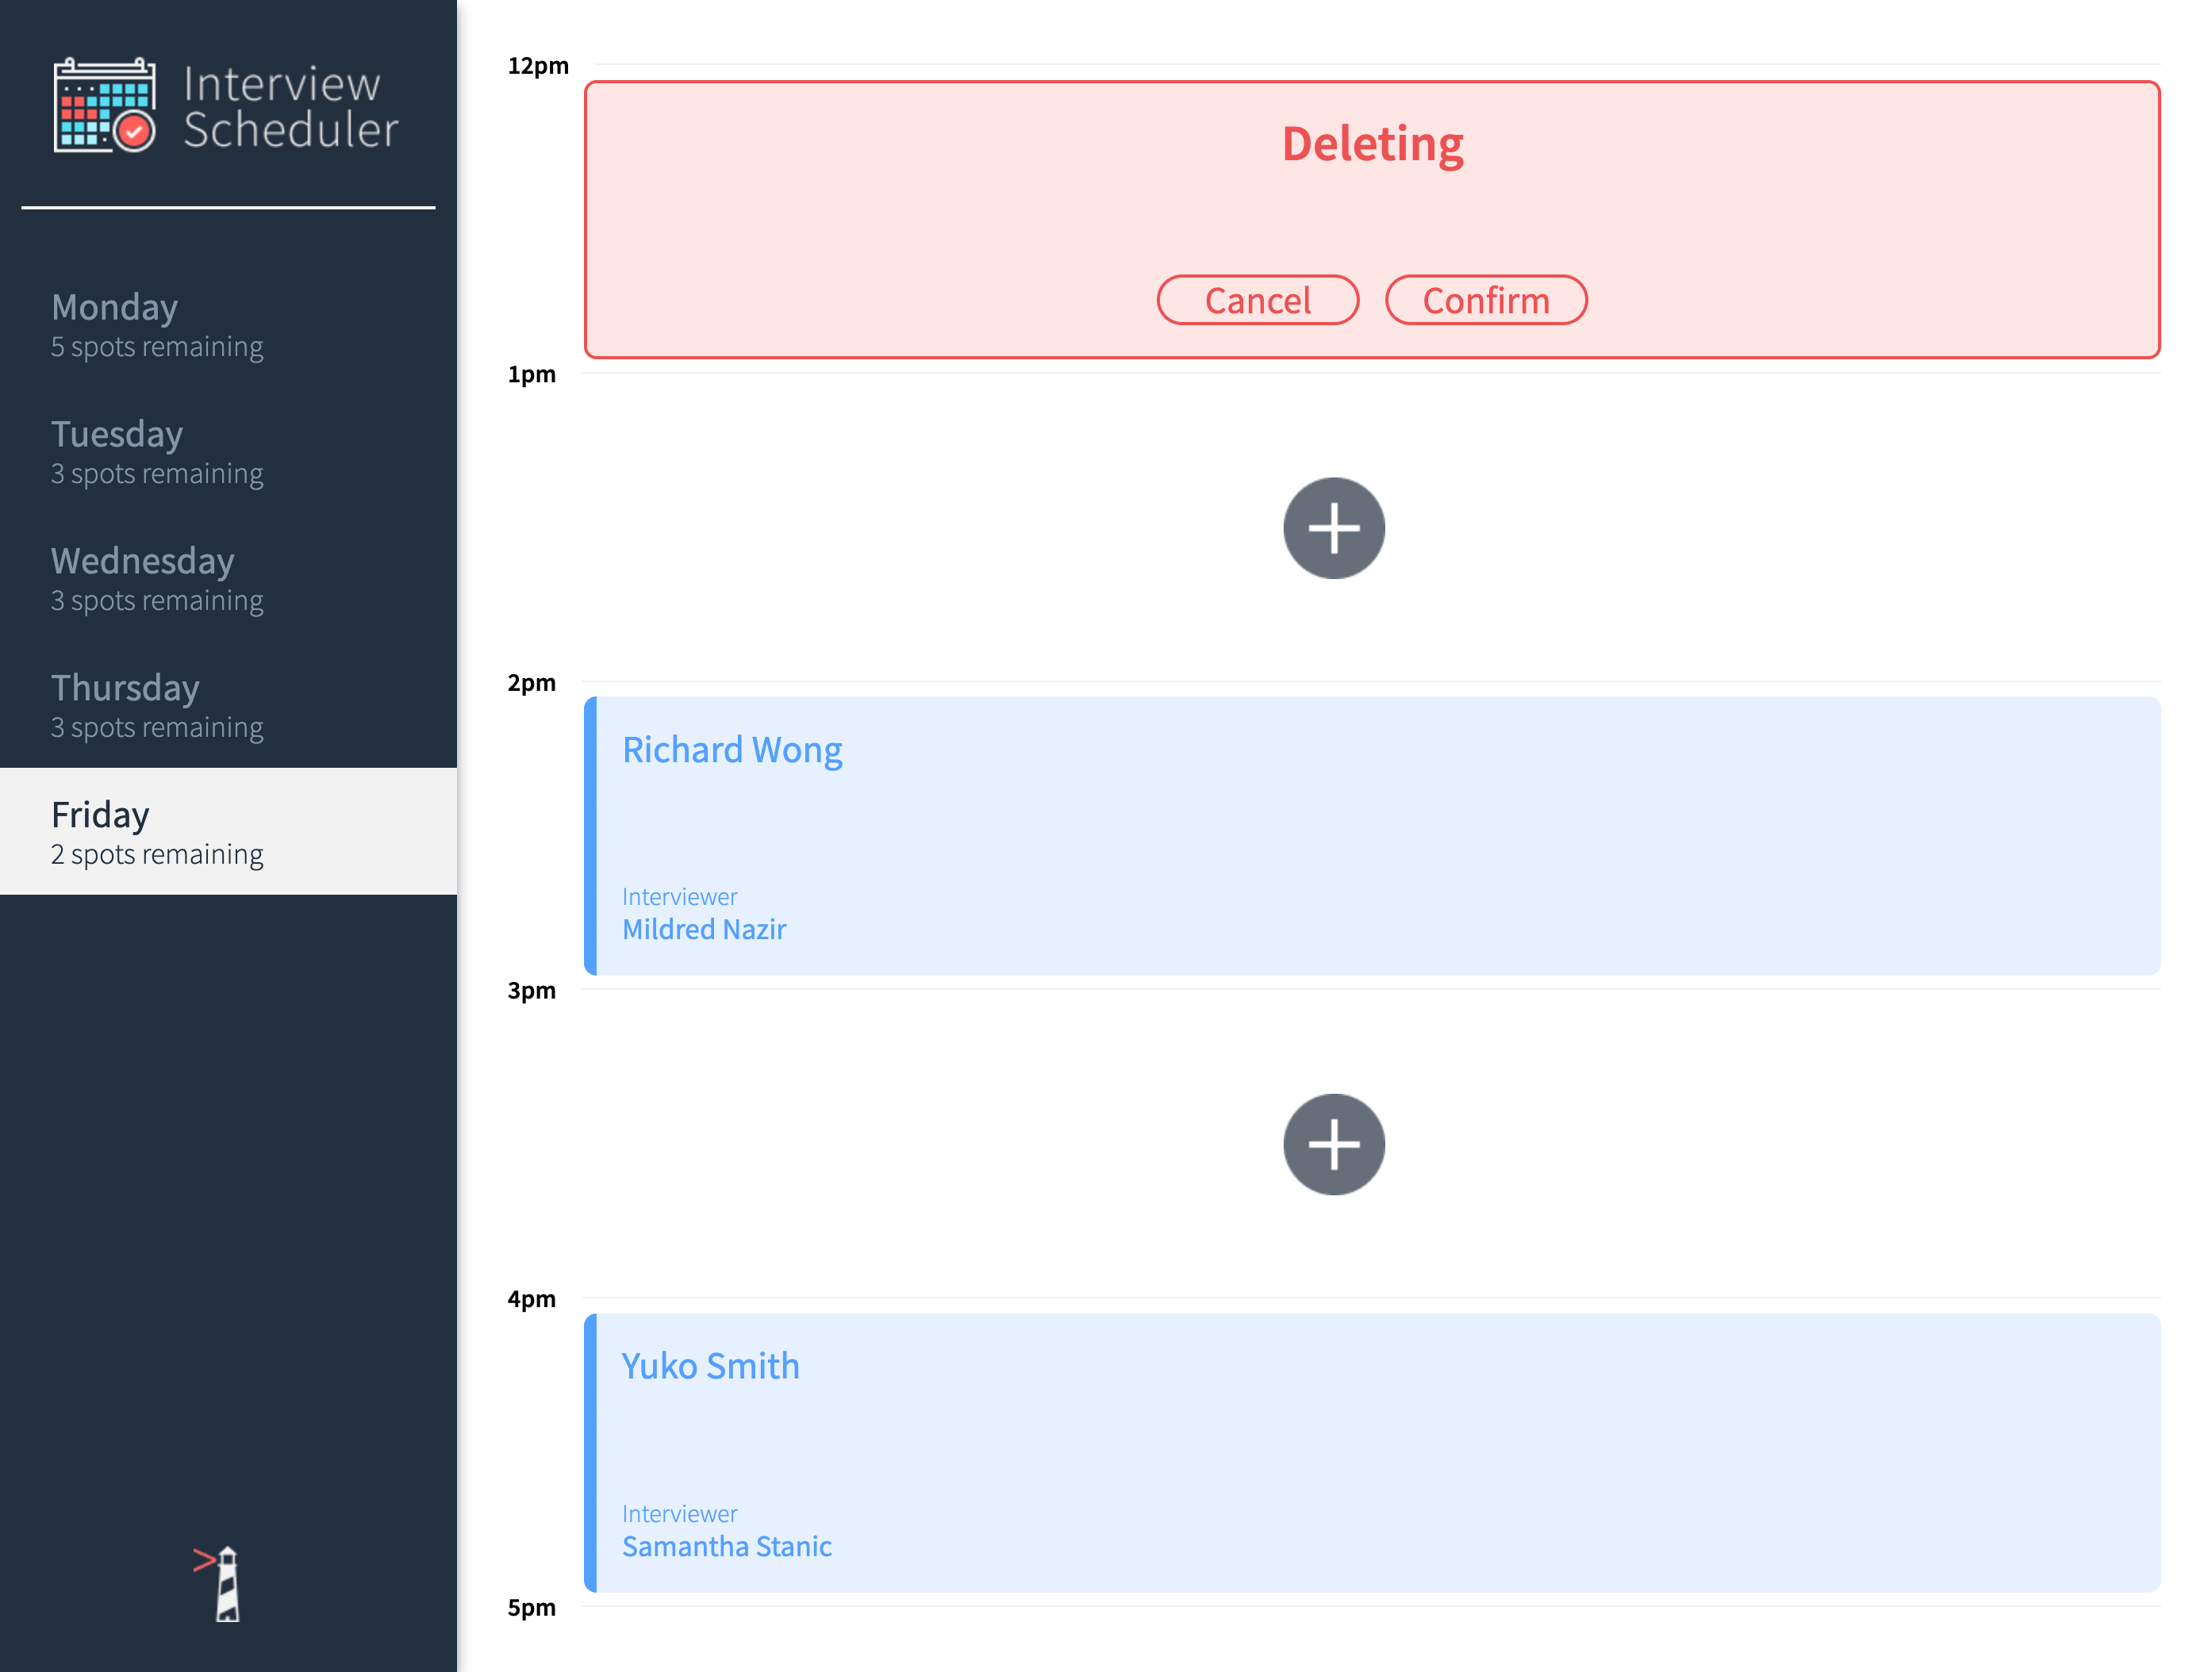 Interview
Scheduler
Monday
5 spots remaining
Tuesday
3 spots remaining
Wednesday
3 spots remaining
Thursday
3 spots remaining
Friday
2 spots remaining
12pm
Deleting
Cancel
Confirm
1pm
2pm
Richard Wong
Interviewer
Mildred Nazir
3pm
4pm
Yuko Smith
Interviewer
Samantha Stanic
5pm